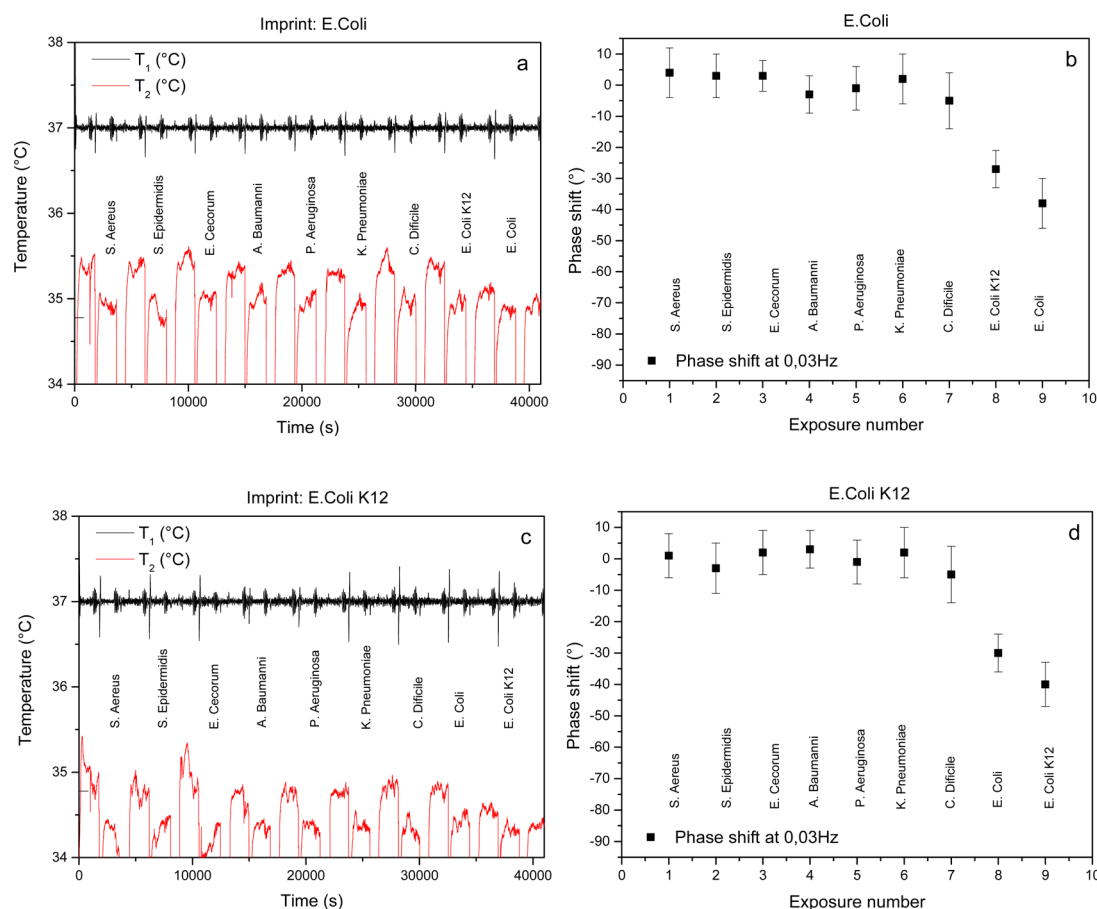 Imprint: E.Coli
38
37
36
35
34
T1 (°C)
T2 (°C)
a
Temperature (°C)
S. Aereus
S. Epidermidis
E. Cecorum
A. Baumanni
P. Aeruginosa
K. Pneumoniae
C. Dificile
E. Coli K12
E. Coli
0 10000 20000 30000 40000
Time (s)
E.Coli
b
10
0
-10
-20
-30
-40
-50
-60
-70
-80
-90
Phase shift (°)
S. Aereus
S. Epidermidis
E. Cecorum
A. Baumanni
P. Aeruginosa
K. Pneumoniae
C. Dificile
E. Coli K12
E. Coli
Phase shift at 0,03Hz
0 1 2 3 4 5 6 7 8 9 10
Exposure number
Imprint: E.Coli K12
38
37
36
35
34
T1 (°C)
T2 (°C)
c
Temperature (°C)
S. Aereus
S. Epidermidis
E. Cecorum
A. Baumanni
P. Aeruginosa
K. Pneumoniae
C. Dificile
E. Coli
E. Coli K12
0 10000 20000 30000 40000
Time (s)
E.Coli K12
d
10
0
-10
-20
-30
-40
-50
-60
-70
-80
-90
Phase shift (°)
S. Aereus
S. Epidermidis
E. Cecorum
A. Baumanni
P. Aeruginosa
K. Pneumoniae
C. Dificile
E. Coli
E. Coli K12
Phase shift at 0,03Hz
0 1 2 3 4 5 6 7 8 9 10
Exposure number